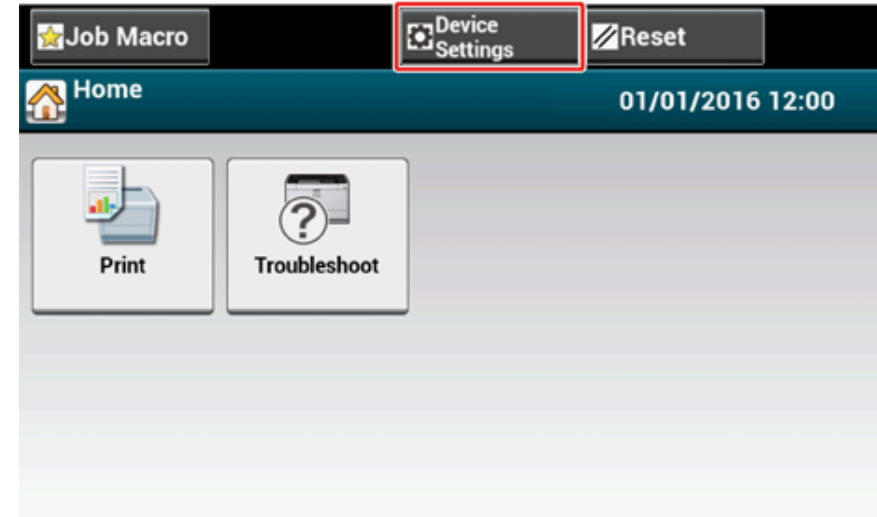 Job Macro
Device
Settings
Reset
Home
01/01/2016 12:00
Print
Troubleshoot